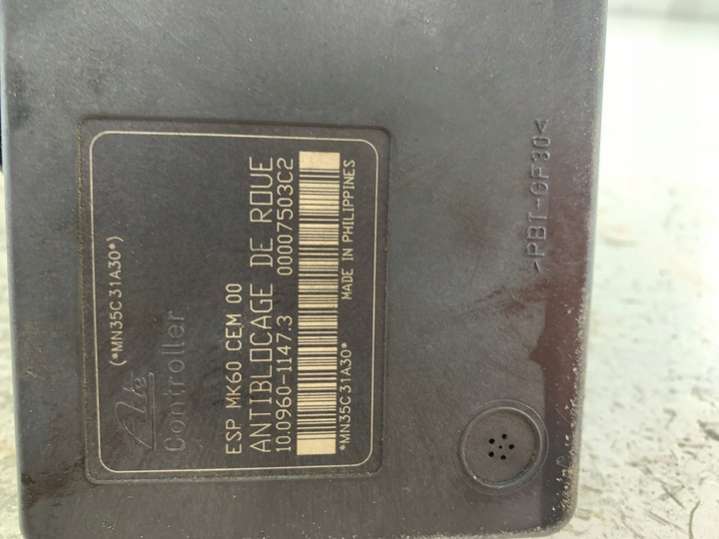 (*MN35C31A30*)
Ate
Controller
ESP MK60 CEM 00
ANTIBLOCAGE DE ROUE
10.0960-1147.3 00007503C2
*MN35C31A30* MADE IN PHILIPPINES
>PBT-GF30<